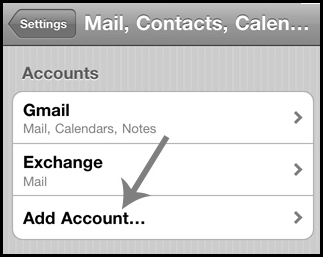 Settings
Mail, Contacts, Calen...
Accounts
Gmail
Mail, Calendars, Notes
Exchange
Mail
Add Account...